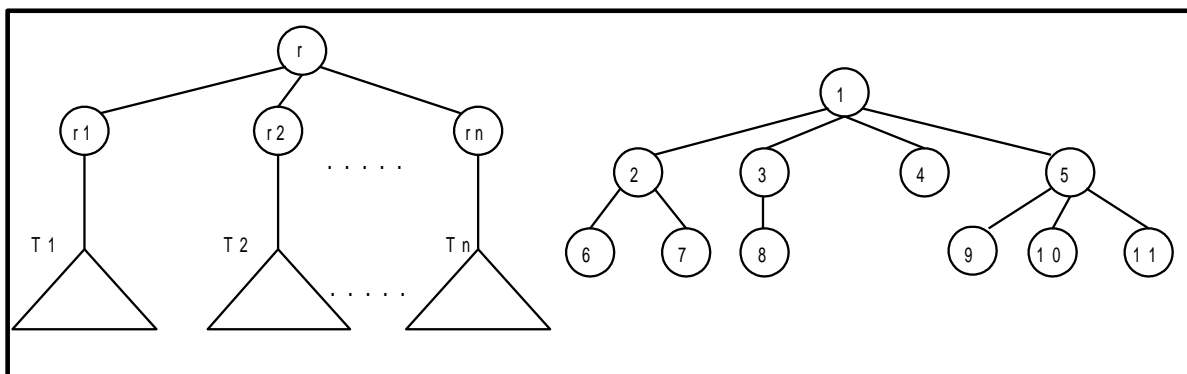 r
1
r1 r2 rn
. . . . .
2 3 4 5
T1 T2 Tn
6 7 8 9 10 11
. . . . .